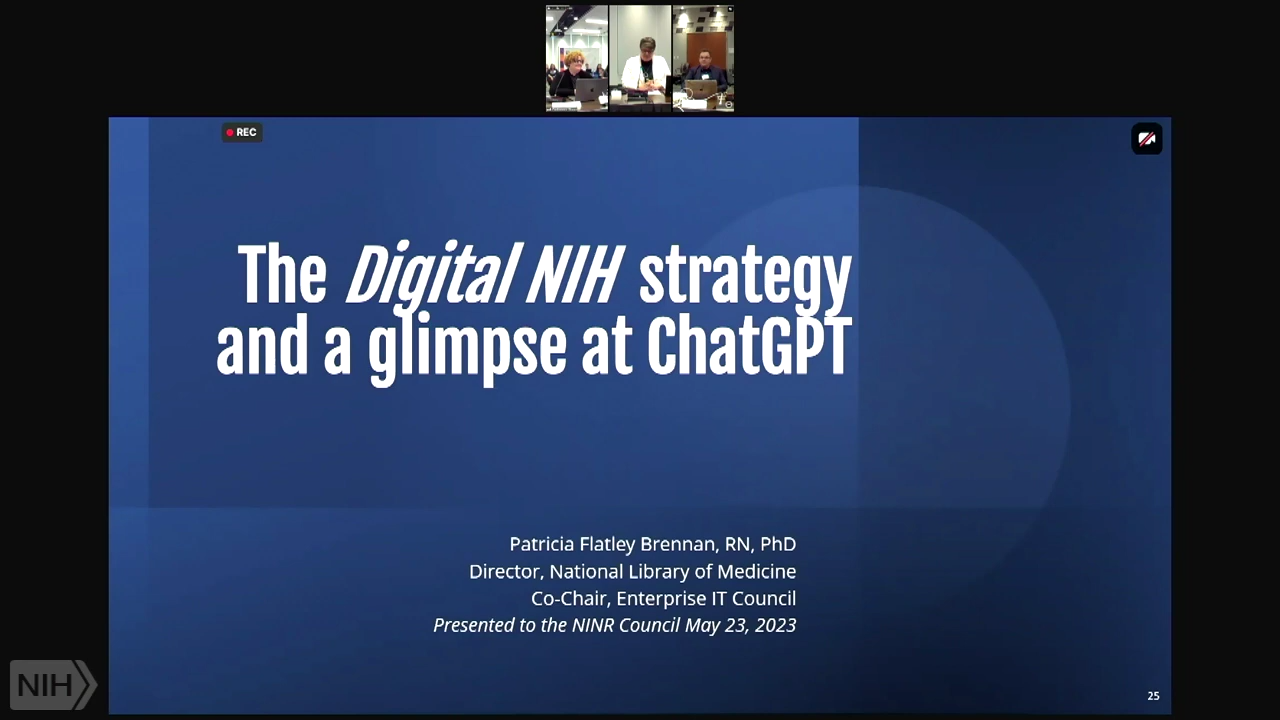 REC
The Digital NIH strategy
and a glimpse at ChatGPT
Patricia Flatley Brennan, RN, PhD
Director, National Library of Medicine
Co-Chair, Enterprise IT Council
Presented to the NINR Council May 23, 2023
NIH
25